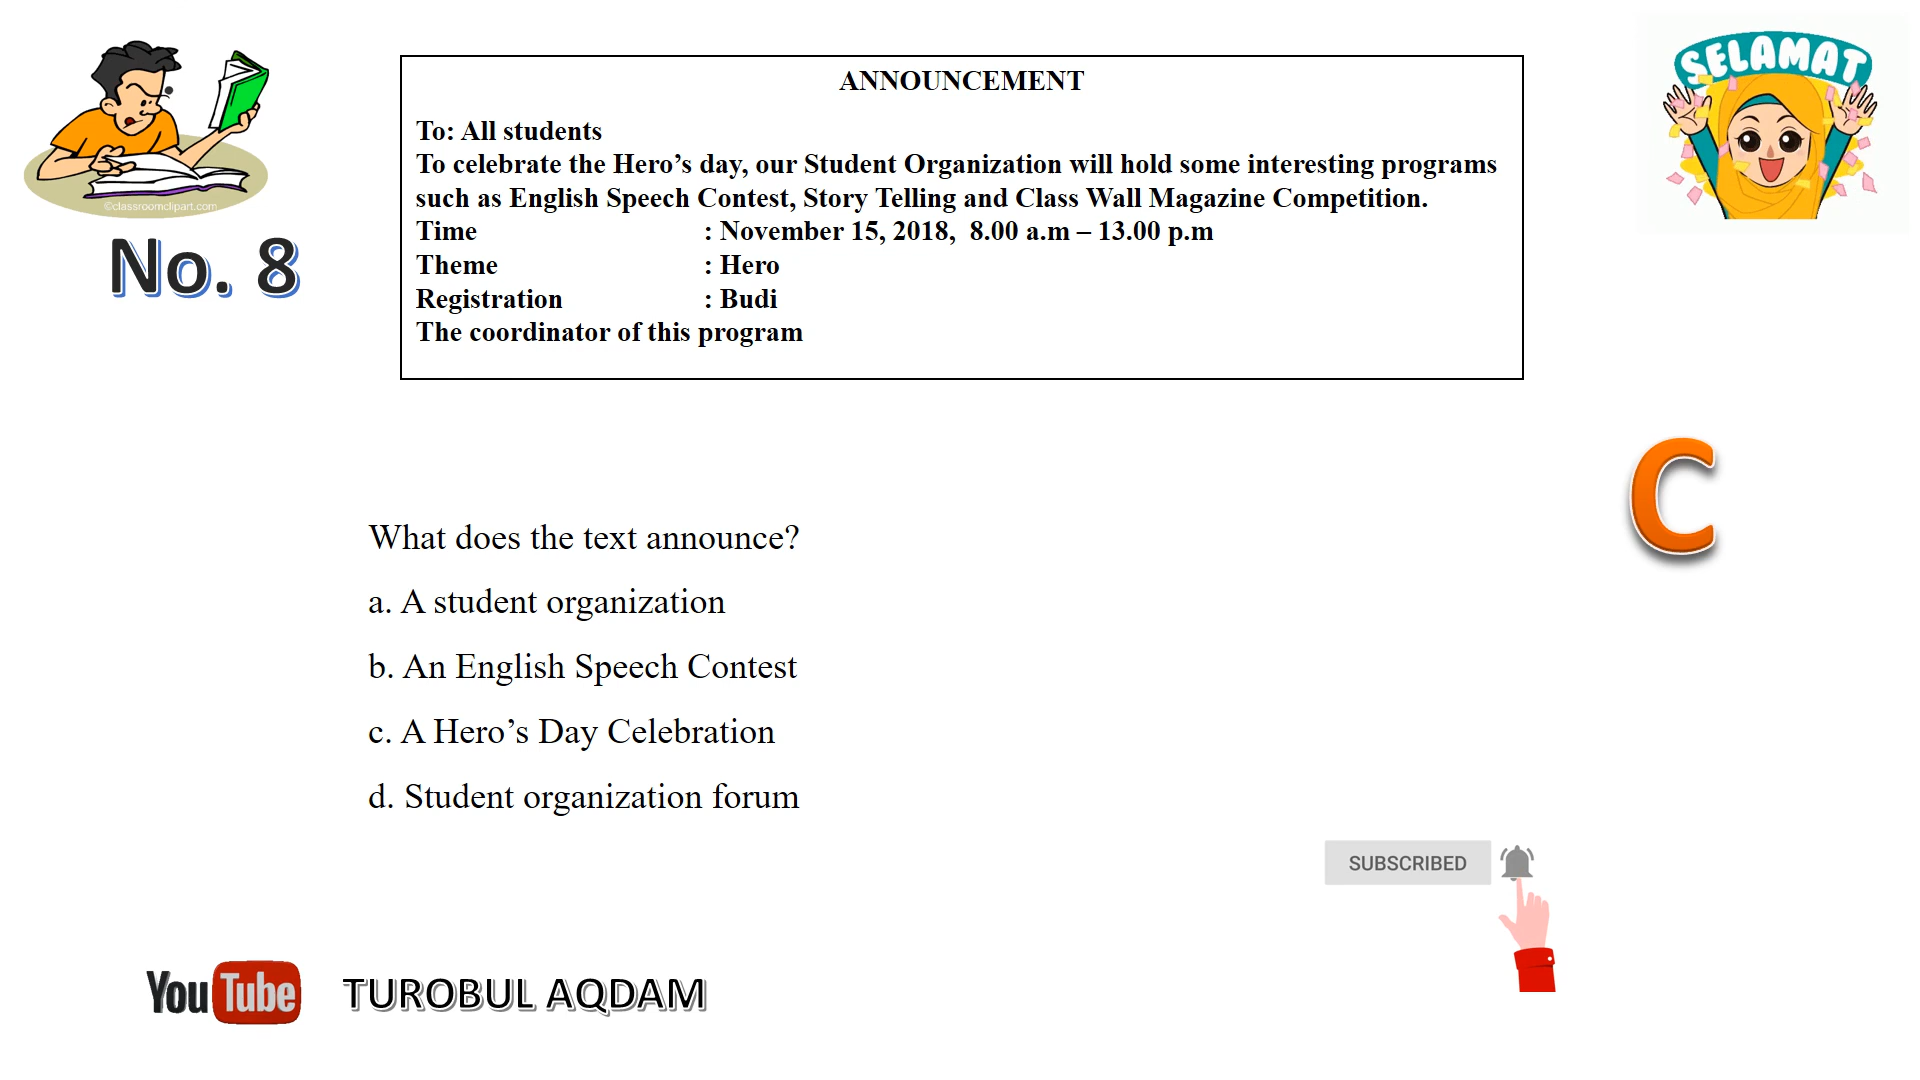 SELAMAT
©classroomclipart.com
No. 8
ANNOUNCEMENT
To: All students
To celebrate the Hero’s day, our Student Organization will hold some interesting programs
such as English Speech Contest, Story Telling and Class Wall Magazine Competition.
Time : November 15, 2018,  8.00 a.m – 13.00 p.m
Theme : Hero
Registration : Budi
The coordinator of this program
C
What does the text announce?
a. A student organization
b. An English Speech Contest
c. A Hero’s Day Celebration
d. Student organization forum
SUBSCRIBED
YouTube TUROBUL AQDAM